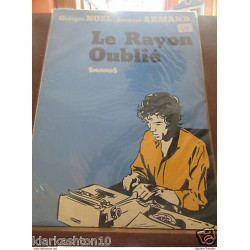 Georges NOEL Jacques ARMAND
Le Rayon
Oublié
idarkashton10